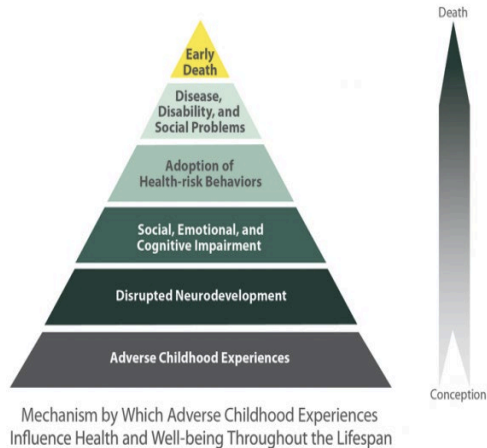 Death
Early
Death
Disease,
Disability, and
Social Problems
Adoption of
Health-risk Behaviors
Social, Emotional, and
Cognitive Impairment
Disrupted Neurodevelopment
Adverse Childhood Experiences
Conception
Mechanism by Which Adverse Childhood Experiences
Influence Health and Well-being Throughout the Lifespan